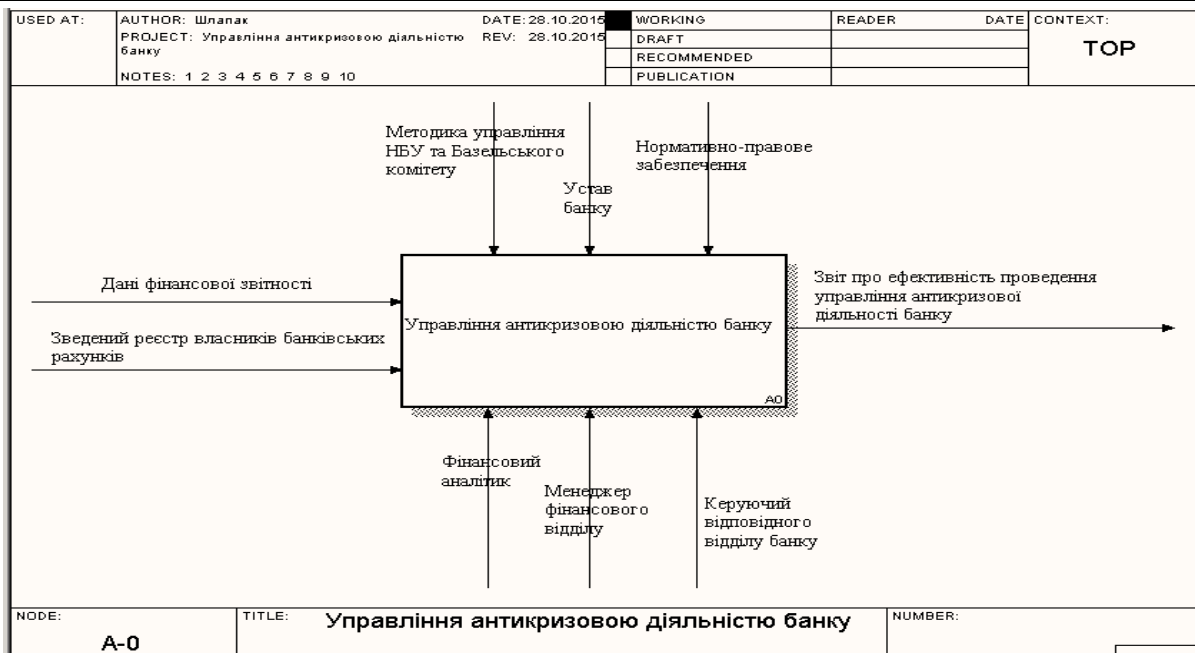 USED AT:
AUTHOR: Шлапак
DATE: 28.10.2015
PROJECT: Управління антикризовою діяльністю
банку
REV: 28.10.2015
NOTES: 1 2 3 4 5 6 7 8 9 10
WORKING
DRAFT
RECOMMENDED
PUBLICATION
READER
DATE
CONTEXT:
TOP
Методика управління
НБУ та Базельського
комітету
Устав
банку
Нормативно-правове
забезпечення
Дані фінансової звітності
Зведений реєстр власників банківських
рахунків
Управління антикризовою діяльністю банку
A0
Звіт про ефективність проведення
управління антикризової
діяльності банку
Фінансовий
аналітик
Менеджер
фінансового
відділу
Керуючий
відповідного
відділу банку
NODE:
A-0
TITLE:
Управління антикризовою діяльністю банку
NUMBER: